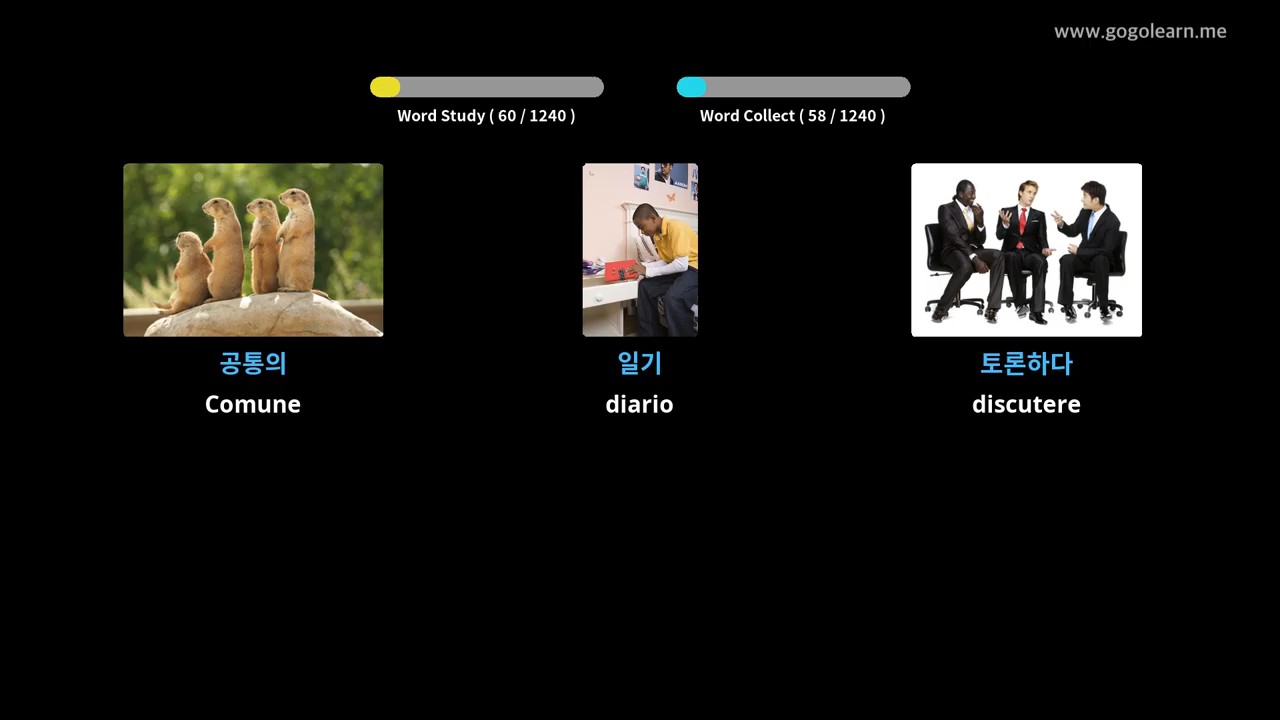 www.gogolearn.me
Word Study ( 60 / 1240 )
Word Collect ( 58 / 1240 )
공통의
일기
토론하다
Comune
diario
discutere